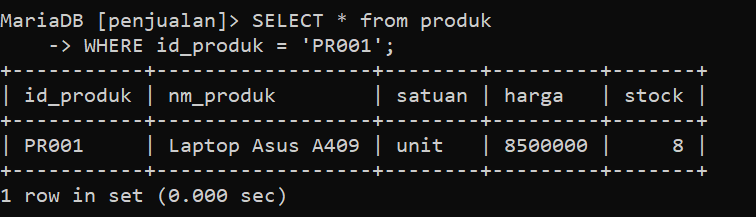 MariaDB [penjualan]> SELECT * from produk
    -> WHERE id_produk = 'PR001';
+-----------+------------------+--------+---------+-------+
| id_produk | nm_produk        | satuan | harga   | stock |
+-----------+------------------+--------+---------+-------+
| PR001     | Laptop Asus A409 | unit   | 8500000 |     8 |
+-----------+------------------+--------+---------+-------+
1 row in set (0.000 sec)